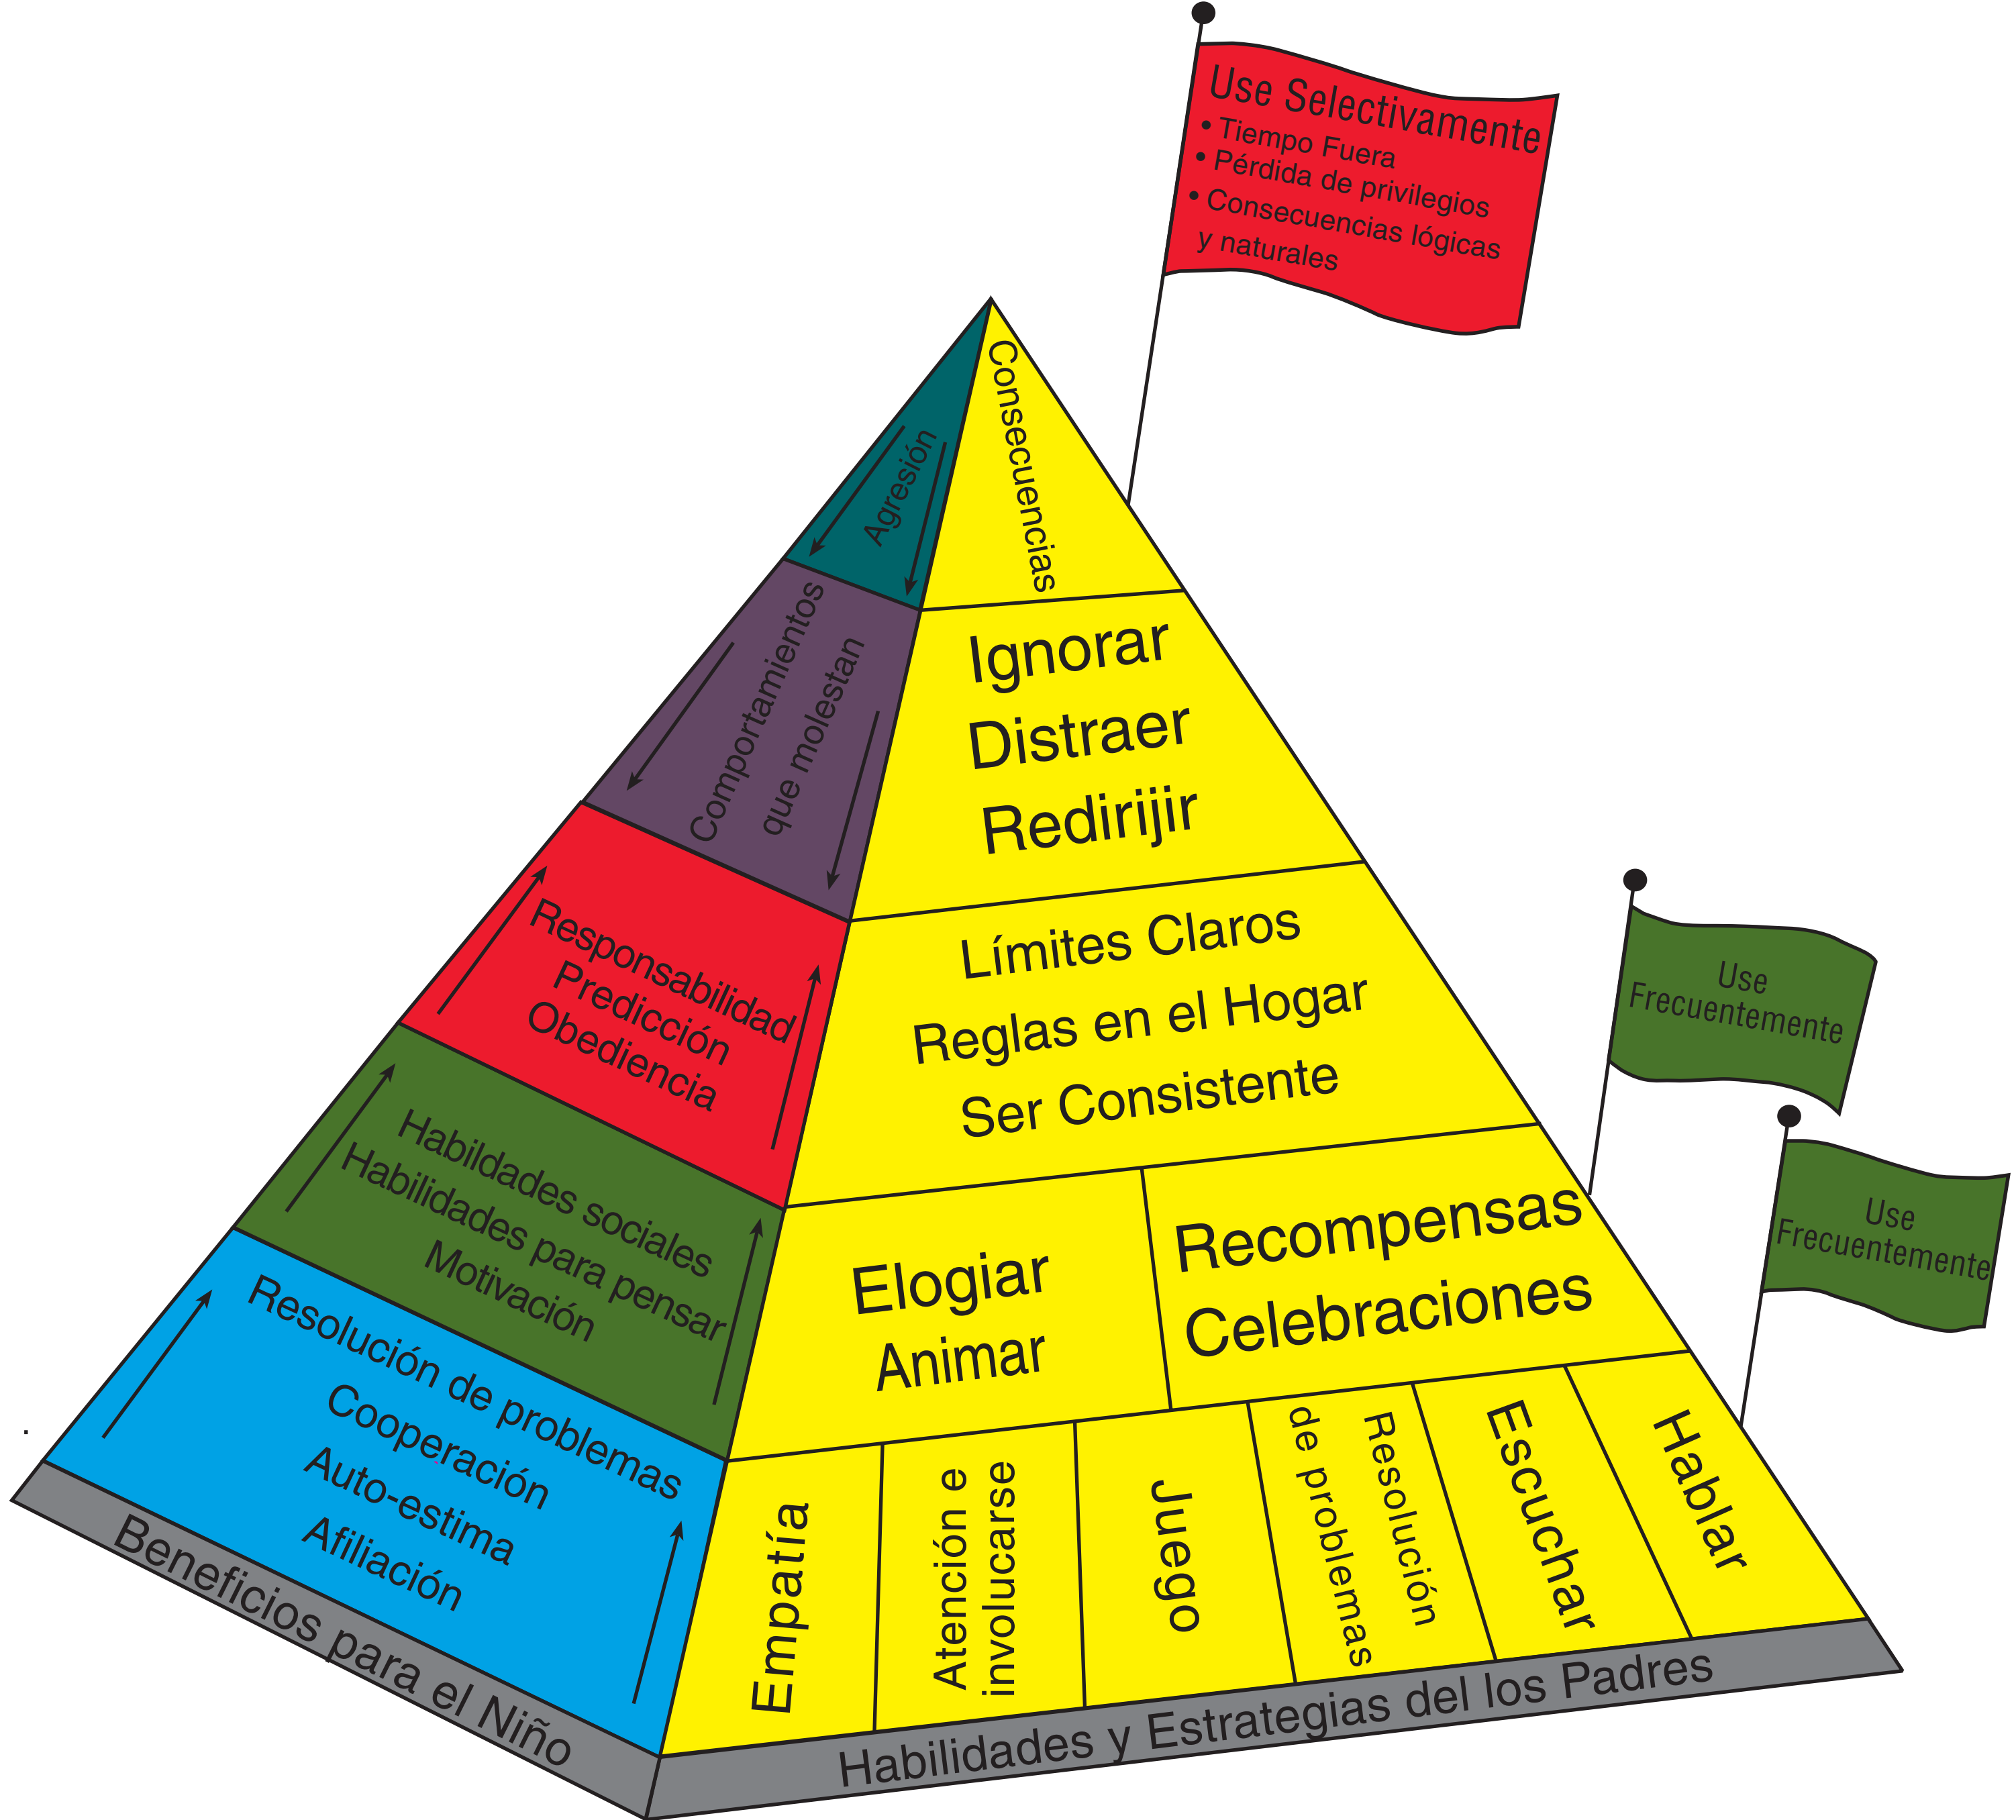 Use Selectivamente
• Tiempo Fuera
• Pérdida de privilegios
• Consecuencias lógicas
y naturales
Agresión
Consecuencias
Comportamientos
que molestan
Ignorar
Distraer
Redirijir
Responsabilidad
Predicción
Obediencia
Límites Claros
Reglas en el Hogar
Ser Consistente
Use
Frecuentemente
Habildades sociales
Habilidades para pensar
Motivación
Elogiar
Animar
Recompensas
Celebraciones
Use
Frecuentemente
Resolución de problemas
Cooperación
Auto-estima
Afiliación
Empatía
Atención e
involucarse
Juego
Resolución
de problemas
Escuchar
Hablar
Beneficios para el Niño
Habilidades y Estrategias del los Padres